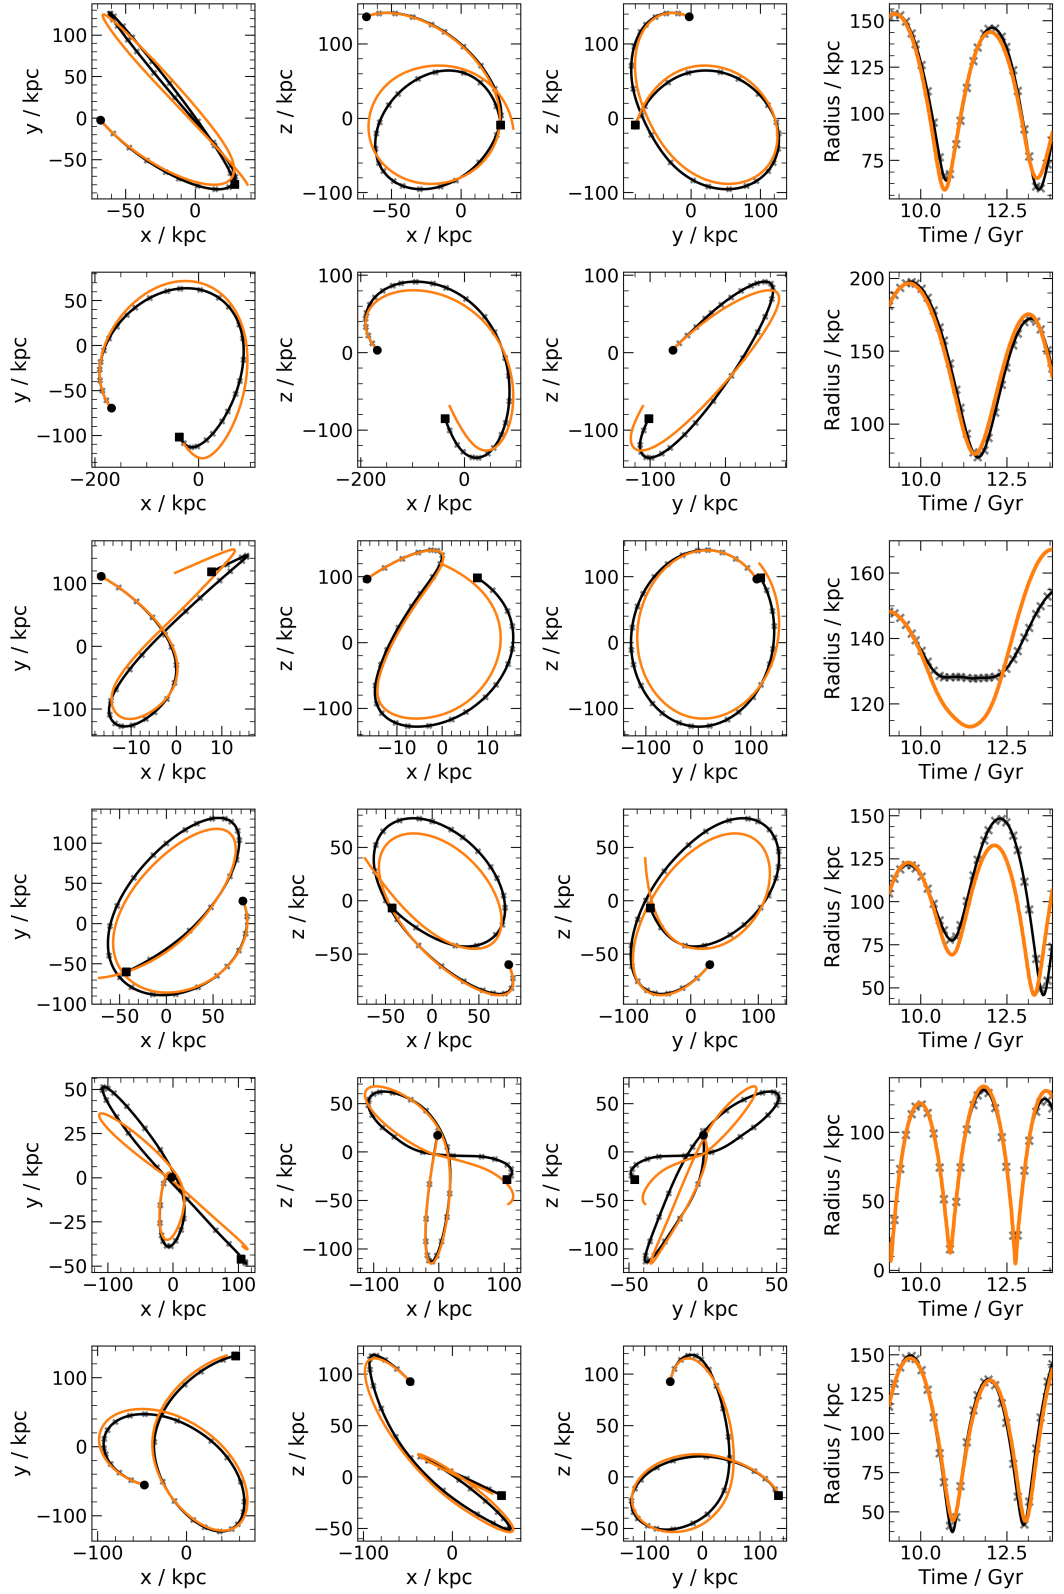 100 50 0 −50 y / kpc −50 0 x / kpc
100 0 −100 z / kpc −50 0 x / kpc
100 0 −100 z / kpc 0 100 y / kpc
150 125 100 75 Radius / kpc 10.0 12.5 Time / Gyr
50 0 −50 −100 y / kpc −200 0 x / kpc
100 0 −100 z / kpc −200 0 x / kpc
100 0 −100 z / kpc −100 0 y / kpc
200 150 100 Radius / kpc 10.0 12.5 Time / Gyr
100 0 −100 y / kpc −10 0 10 x / kpc
100 0 −100 z / kpc −10 0 10 x / kpc
100 0 −100 z / kpc −100 0 100 y / kpc
160 140 120 Radius / kpc 10.0 12.5 Time / Gyr
100 50 0 −50 −100 y / kpc −50 0 50 x / kpc
50 0 −50 z / kpc −50 0 50 x / kpc
50 0 −50 z / kpc −100 0 100 y / kpc
150 125 100 75 50 Radius / kpc 10.0 12.5 Time / Gyr
50 25 0 −25 −50 y / kpc −100 0 100 x / kpc
50 0 −50 −100 z / kpc −100 0 100 x / kpc
50 0 −50 −100 z / kpc −50 0 50 y / kpc
100 50 0 Radius / kpc 10.0 12.5 Time / Gyr
100 0 −100 y / kpc −100 0 x / kpc
100 50 0 −50 z / kpc 0 x / kpc
100 50 0 −50 z / kpc −100 0 100 y / kpc
150 125 100 75 50 Radius / kpc 10.0 12.5 Time / Gyr